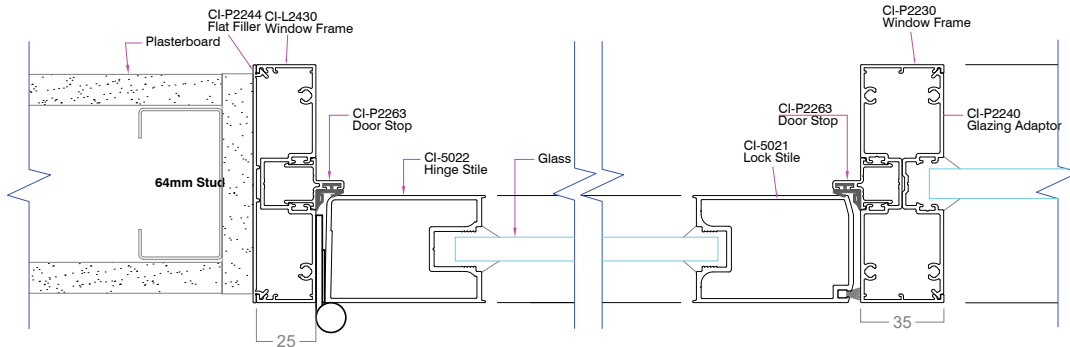 CI-P2244
Flat Filler
CI-L2430
Window Frame
Plasterboard
CI-P2263
Door Stop
CI-5022
Hinge Stile
Glass
64mm Stud
25
CI-P2230
Window Frame
CI-P2263
Door Stop
CI-P2240
Glazing Adaptor
CI-5021
Lock Stile
35